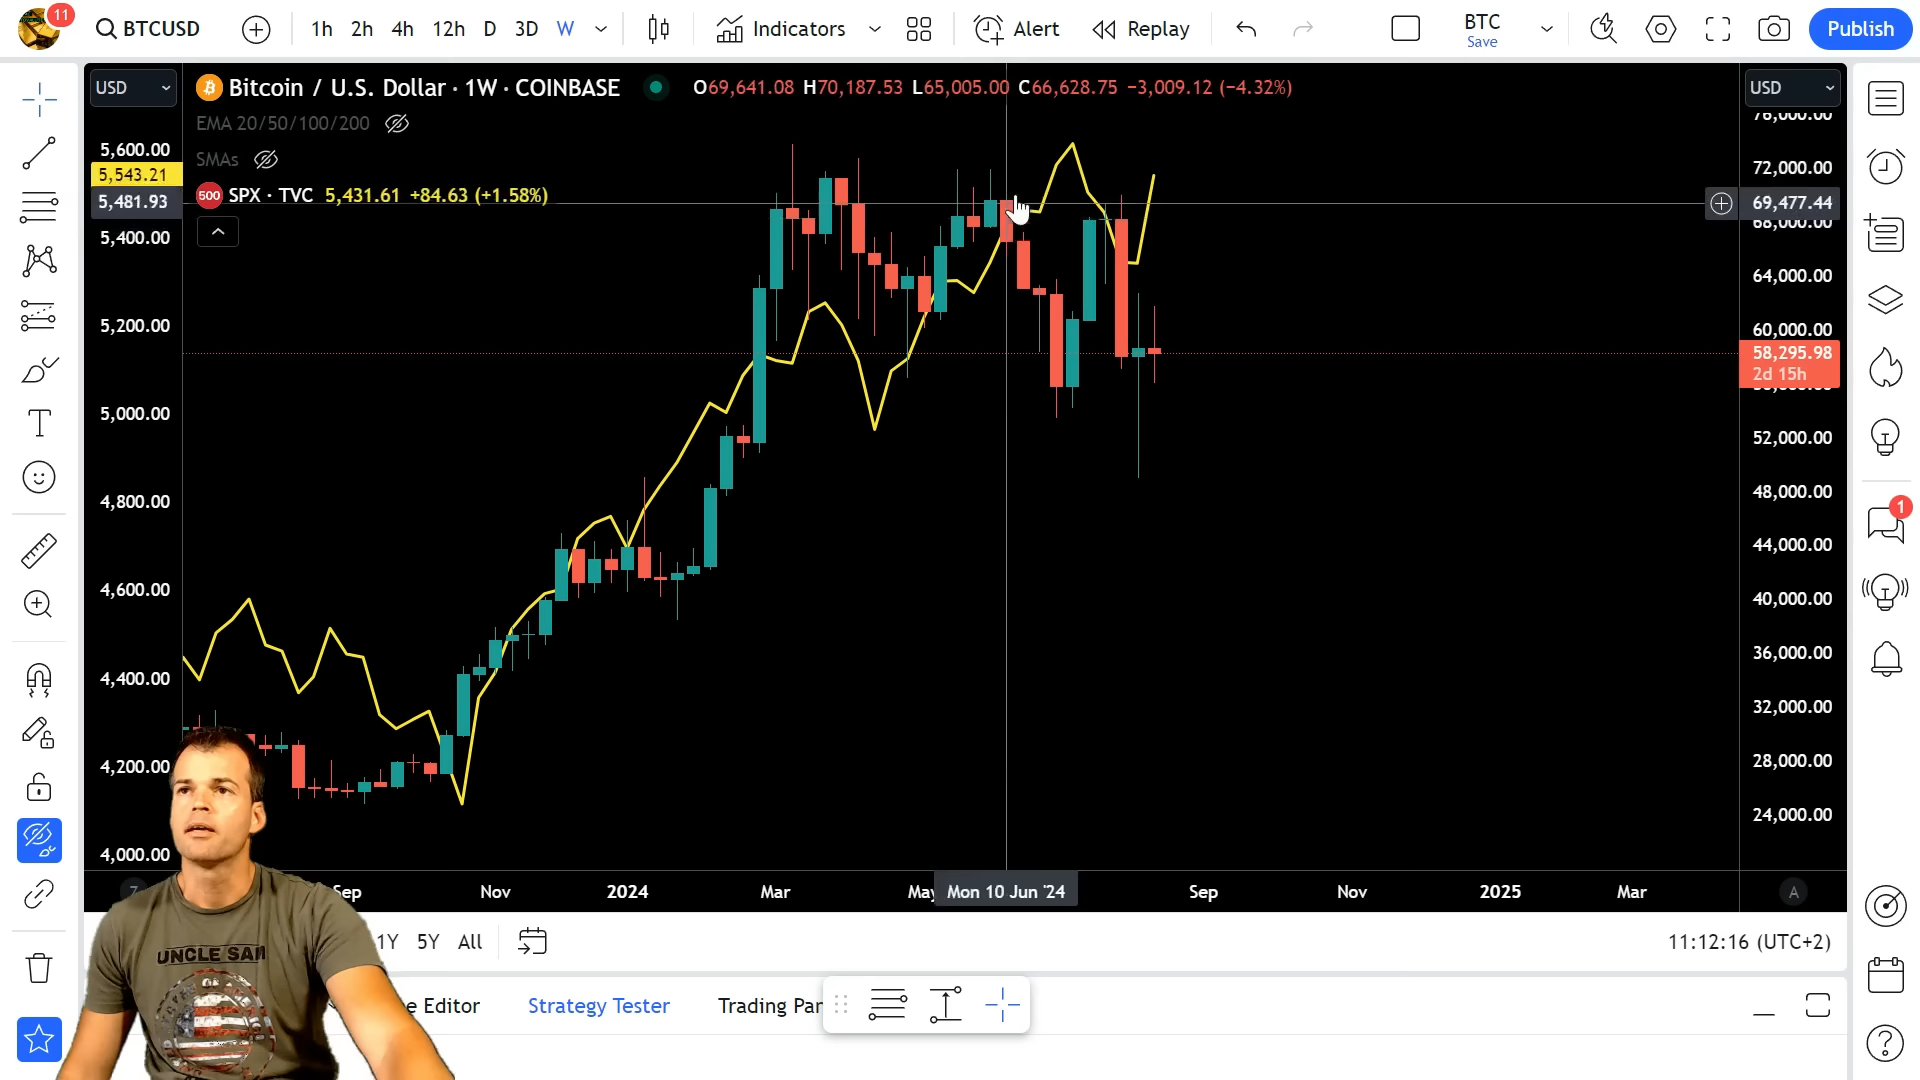 11
BTCUSD
1h 2h 4h 12h D 3D W
Indicators
Alert
Replay
BTC
Save
Publish
USD
Bitcoin / U.S. Dollar · 1W · COINBASE
O69,641.08 H70,187.53 L65,005.00 C66,628.75 −3,009.12 (−4.32%)
USD
EMA 20/50/100/200
SMAs
500 SPX · TVC 5,431.61 +84.63 (+1.58%)
5,600.00
5,543.21
5,481.93
5,400.00
5,200.00
5,000.00
4,800.00
4,600.00
4,400.00
4,200.00
4,000.00
76,000.00
72,000.00
69,477.44
68,000.00
64,000.00
60,000.00
58,295.98
2d 15h
52,000.00
48,000.00
44,000.00
40,000.00
36,000.00
32,000.00
28,000.00
24,000.00
1
Z
Sep
Nov
2024
Mar
May
Mon 10 Jun '24
Sep
Nov
2025
Mar
A
1Y 5Y All
11:12:16 (UTC+2)
e Editor
Strategy Tester
Trading Par
UNCLE SAM